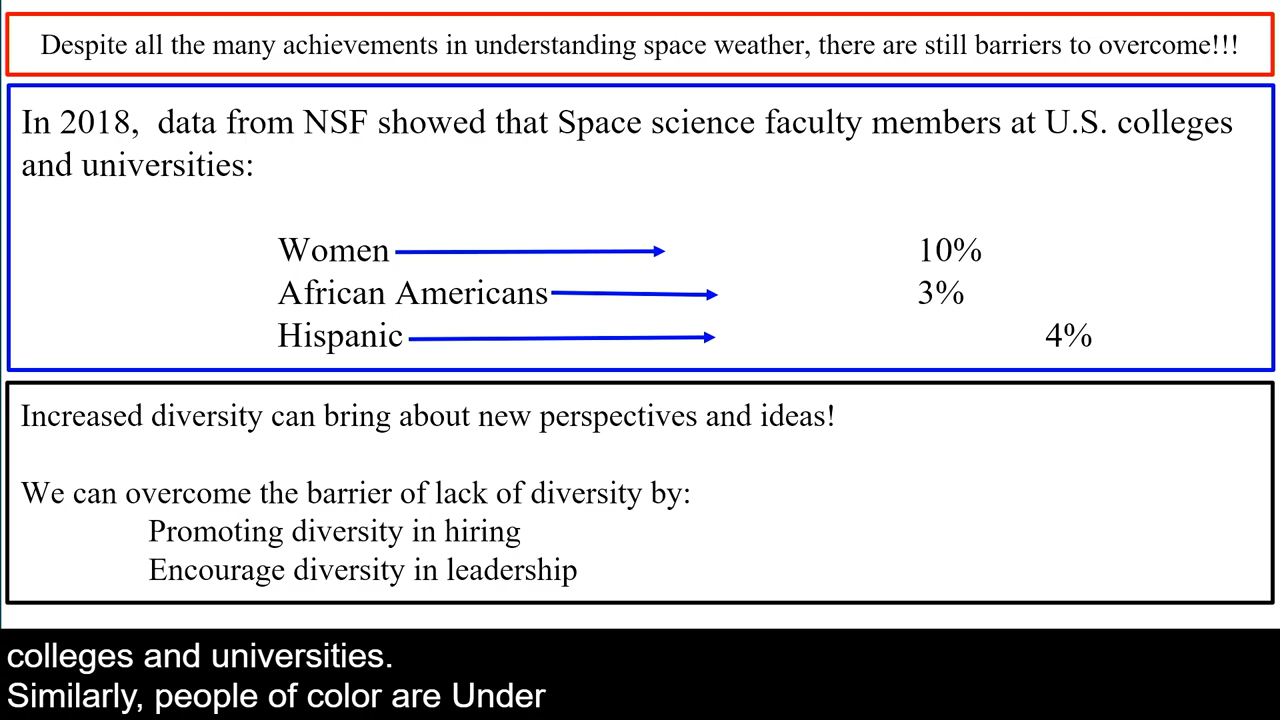 Despite all the many achievements in understanding space weather, there are still barriers to overcome!!!
In 2018,  data from NSF showed that Space science faculty members at U.S. colleges
and universities:
Women 10%
African Americans 3%
Hispanic 4%
Increased diversity can bring about new perspectives and ideas!
We can overcome the barrier of lack of diversity by:
Promoting diversity in hiring
Encourage diversity in leadership
colleges and universities.
Similarly, people of color are Under